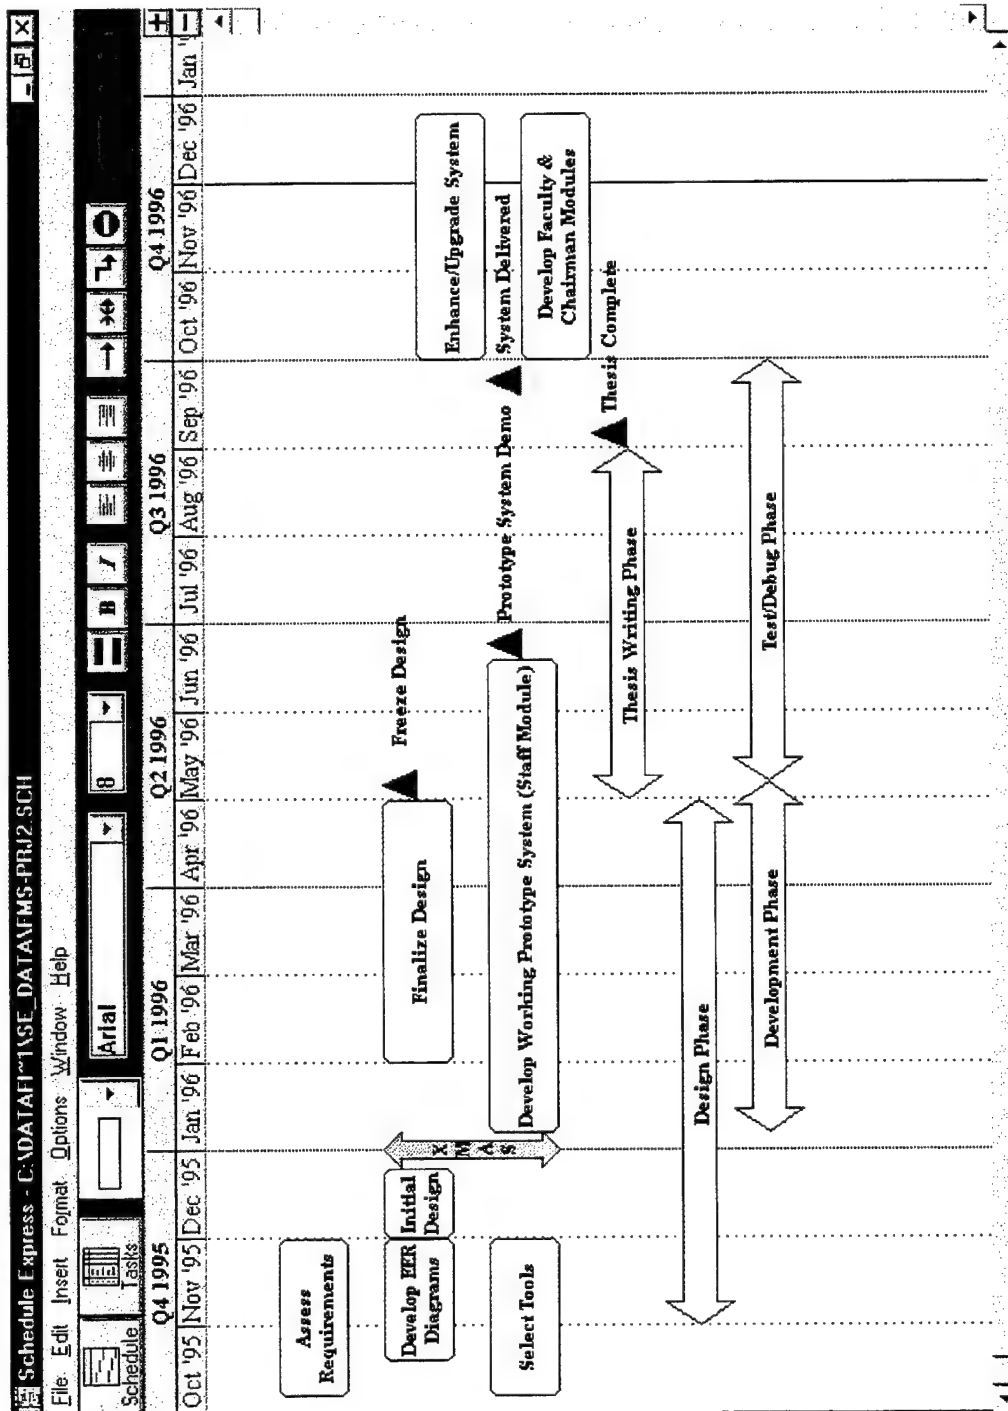 Schedule Express - C:\DATAFI~1\SE_DATA\FMS-PRJ2.SCH
File Edit Insert Format Options Window Help
Schedule
Tasks
Arial
8
B I
Q4 1995 Q1 1996 Q2 1996 Q3 1996 Q4 1996
Oct '95 Nov '95 Dec '95 Jan '96 Feb '96 Mar '96 Apr '96 May '96 Jun '96 Jul '96 Aug '96 Sep '96 Oct '96 Nov '96 Dec '96 Jan '
Assess
Requirements
Develop EER
Diagrams
Initial
Design
XMAS
Finalize Design
Freeze Design
Enhance/Upgrade System
Select Tools
Develop Working Prototype System (Staff Module)
Prototype System Demo
System Delivered
Develop Faculty &
Chairman Modules
Thesis Writing Phase
Thesis Complete
Design Phase
Development Phase
Test/Debug Phase